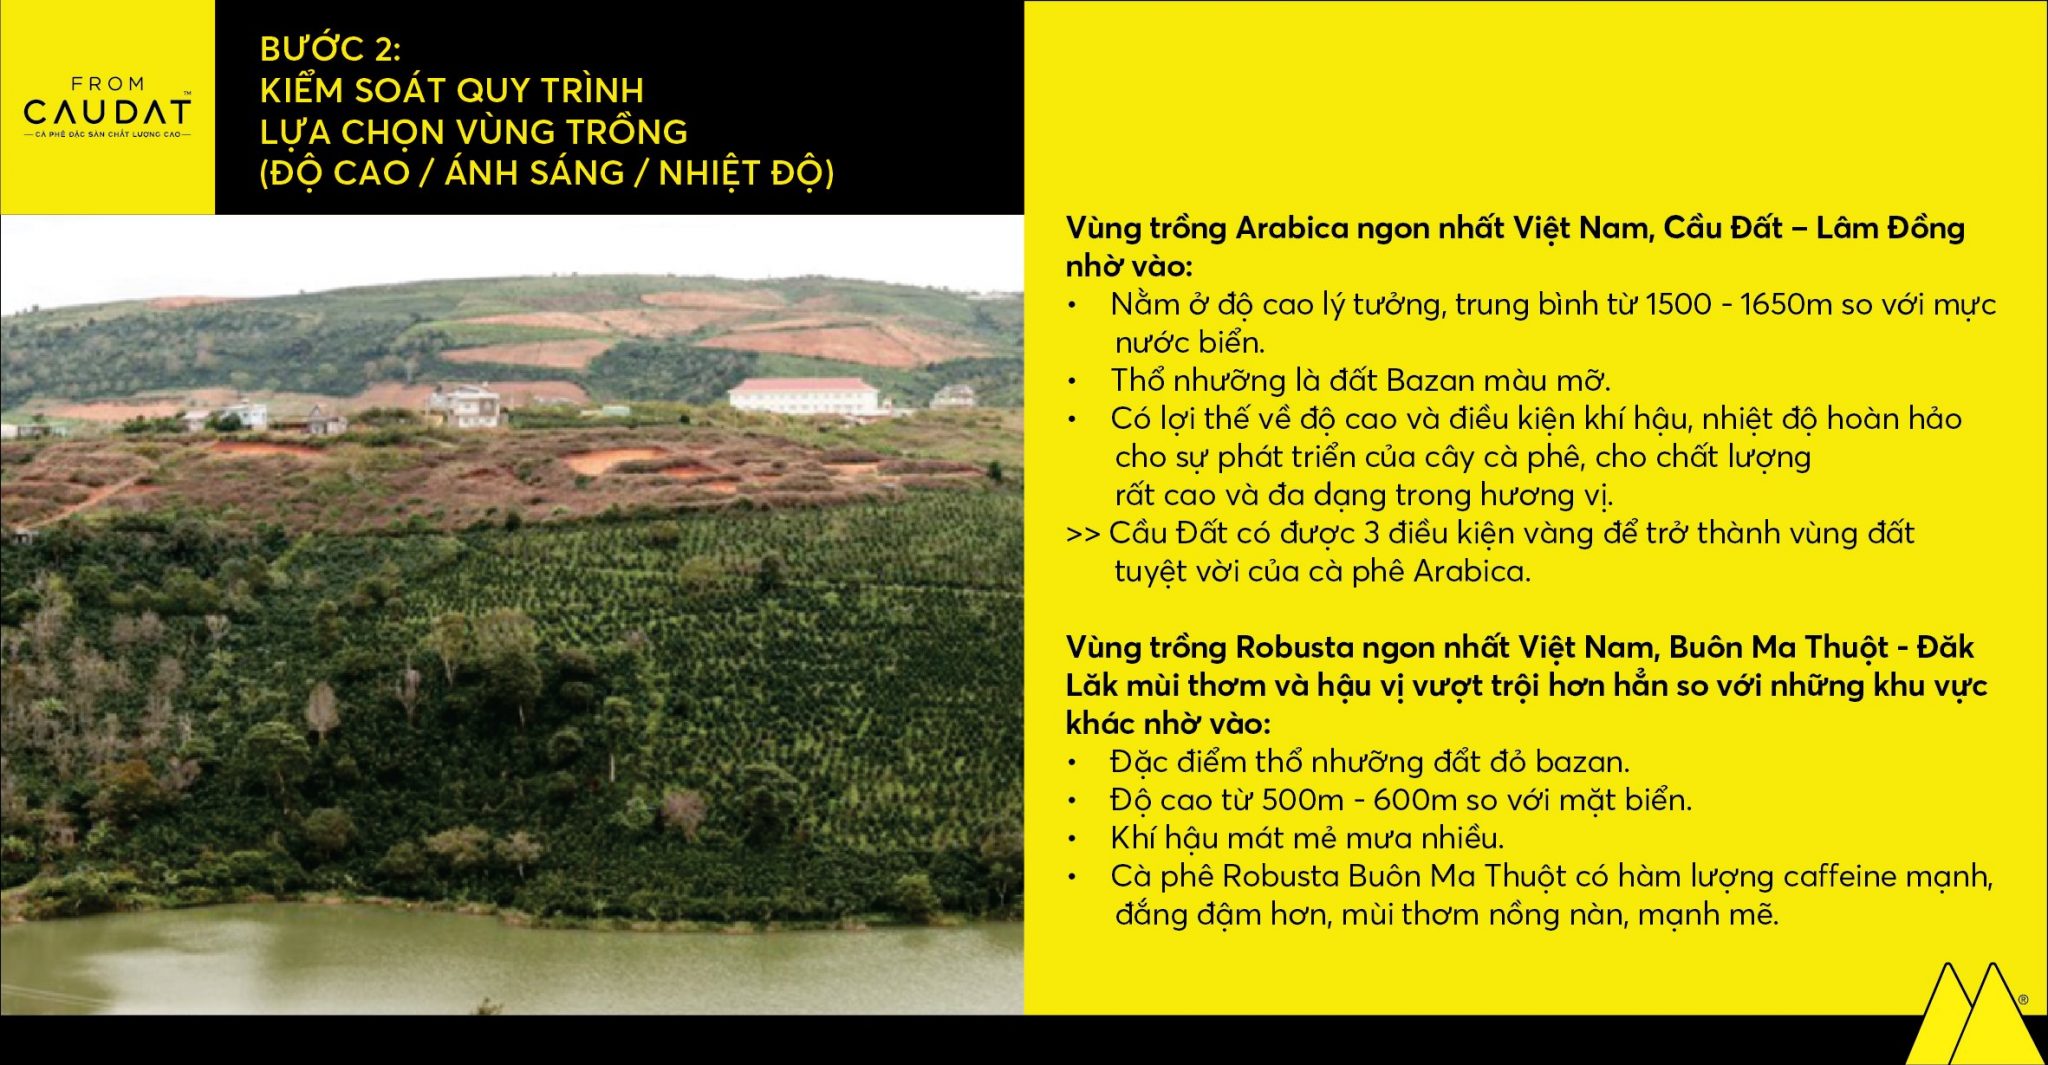 FROM
CAUDAT™
CÀ PHÊ ĐẶC SẢN CHẤT LƯỢNG CAO
BƯỚC 2:
KIỂM SOÁT QUY TRÌNH
LỰA CHỌN VÙNG TRỒNG
(ĐỘ CAO / ÁNH SÁNG / NHIỆT ĐỘ)
Vùng trồng Arabica ngon nhất Việt Nam, Cầu Đất – Lâm Đồng
nhờ vào:
• Nằm ở độ cao lý tưởng, trung bình từ 1500 - 1650m so với mực
nước biển.
• Thổ nhưỡng là đất Bazan màu mỡ.
• Có lợi thế về độ cao và điều kiện khí hậu, nhiệt độ hoàn hảo
cho sự phát triển của cây cà phê, cho chất lượng
rất cao và đa dạng trong hương vị.
>> Cầu Đất có được 3 điều kiện vàng để trở thành vùng đất
tuyệt vời của cà phê Arabica.
Vùng trồng Robusta ngon nhất Việt Nam, Buôn Ma Thuột - Đăk
Lăk mùi thơm và hậu vị vượt trội hơn hẳn so với những khu vực
khác nhờ vào:
• Đặc điểm thổ nhưỡng đẩt đỏ bazan.
• Độ cao từ 500m - 600m so với mặt biển.
• Khí hậu mát mẻ mưa nhiều.
• Cà phê Robusta Buôn Ma Thuột có hàm lượng caffeine mạnh,
đắng đậm hơn, mùi thơm nồng nàn, mạnh mẽ.
®